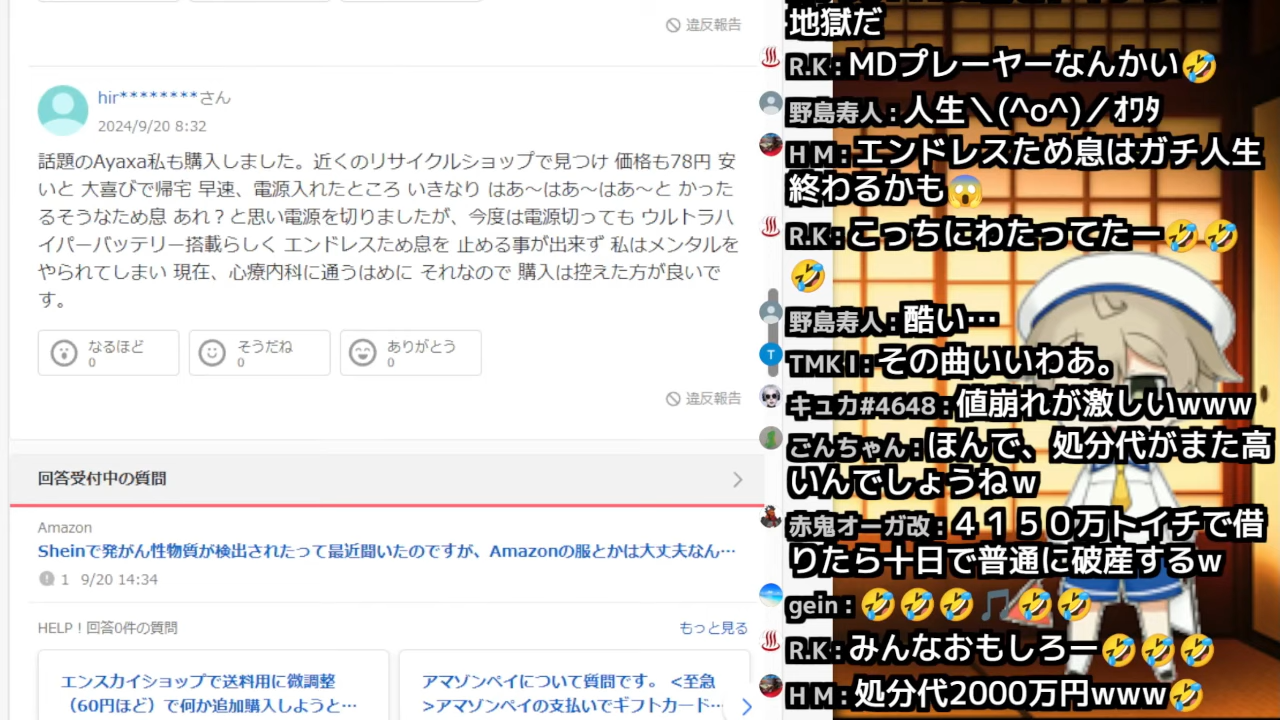 違反報告
hir********さん
2024/9/20 8:32
話題のAyaxa私も購入しました。近くのリサイクルショップで見つけ 価格も78円 安
いと 大喜びで帰宅 早速、電源入れたところ いきなり はあ〜はあ〜はあ〜と かった
るそうなため息 あれ？と思い電源を切りましたが、今度は電源切っても ウルトラハ
イパーバッテリー搭載らしく エンドレスため息を 止める事が出来ず 私はメンタルを
やられてしまい 現在、心療内科に通うはめに それなので 購入は控えた方が良いで
す。
なるほど
0
そうだね
0
ありがとう
0
違反報告
回答受付中の質問
Amazon
Sheinで発がん性物質が検出されたって最近聞いたのですが、Amazonの服とかは大丈夫なん…
1 9/20 14:34
HELP！回答0件の質問
もっと見る
エンスカイショップで送料用に微調整
（60円ほど）で何か追加購入しようと…
アマゾンペイについて質問です。 <至急
>アマゾンペイの支払いでギフトカード…
地獄だ
R.K : MDプレーヤーなんかい🤣
野島寿人 : 人生＼(^o^)／ｵﾜﾀ
H M : エンドレスため息はガチ人生
終わるかも😱
R.K : こっちにわたってたー🤣🤣
🤣
野島寿人 : 酷い…
TMK I : その曲いいわあ。
キュカ#4648 : 値崩れが激しいwww
ごんちゃん : ほんで、処分代がまた高
いんでしょうねw
赤鬼オーガ改 : ４１５０万トイチで借
りたら十日で普通に破産するw
gein : 🤣🤣🤣🎵🤣🤣
R.K : みんなおもしろー🤣🤣🤣
H M : 処分代2000万円www🤣
T